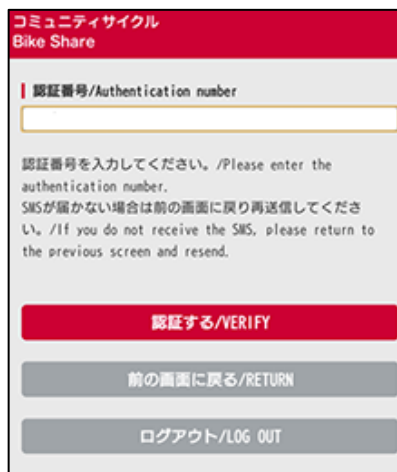 コミュニティサイクル
Bike Share
認証番号/Authentication number
認証番号を入力してください。/Please enter the
authentication number.
SMSが届かない場合は前の画面に戻り再送信してくださ
い。/If you do not receive the SMS, please return to
the previous screen and resend.
認証する/VERIFY
前の画面に戻る/RETURN
ログアウト/LOG OUT